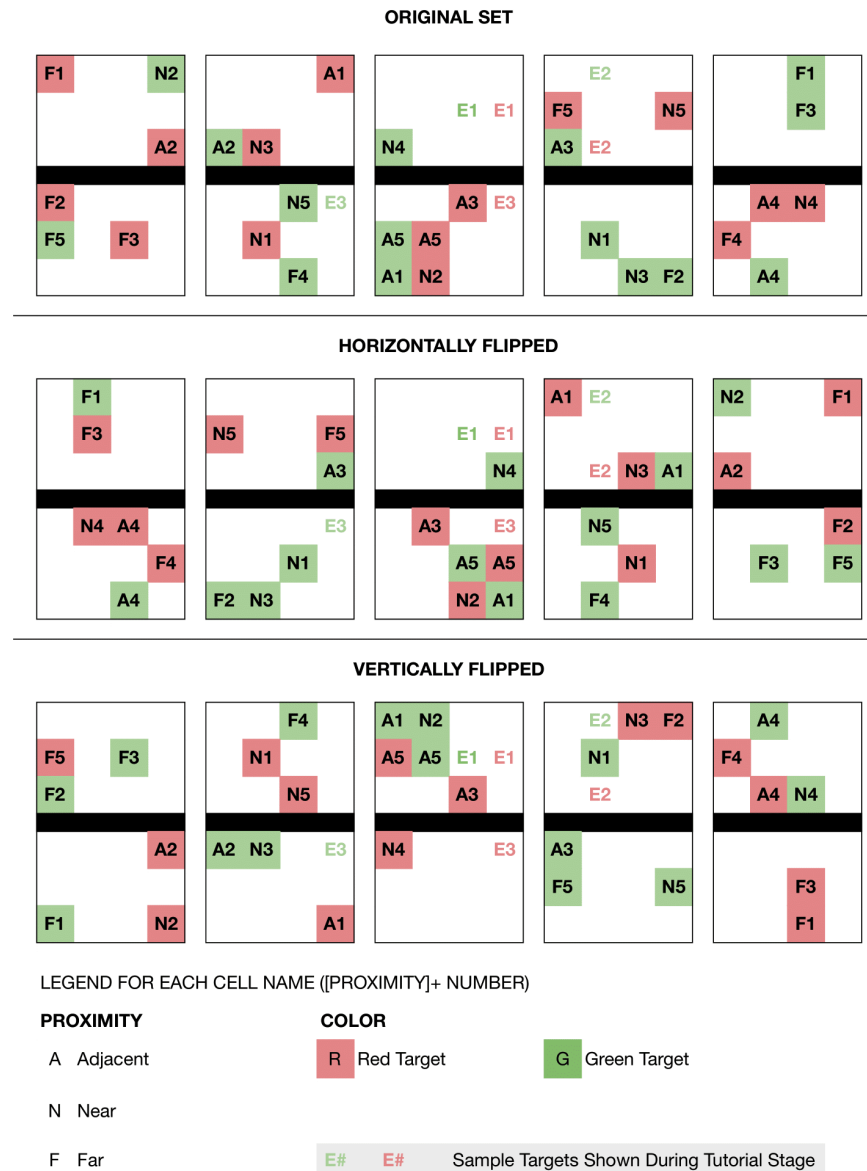 ORIGINAL SET
F1 N2 A1 E2 F1
E1 E1 F5 N5 F3
A2 A2 N3 N4 A3 E2
F2 N5 E3 A3 E3 A4 N4
F5 F3 N1 A5 A5 N1 F4
F4 A1 N2 N3 F2 A4
HORIZONTALLY FLIPPED
F1 A1 E2 N2 F1
F3 N5 F5 E1 E1
A3 N4 E2 N3 A1 A2
N4 A4 E3 A3 E3 N5 F2
F4 N1 A5 A5 N1 F3 F5
A4 F2 N3 N2 A1 F4
VERTICALLY FLIPPED
F4 A1 N2 E2 N3 F2 A4
F5 F3 N1 A5 A5 E1 E1 N1 F4
F2 N5 A3 E2 A4 N4
A2 A2 N3 E3 N4 E3 A3
F5 N5 F3
F1 N2 A1 F1
LEGEND FOR EACH CELL NAME ([PROXIMITY]+ NUMBER)
PROXIMITY COLOR
A Adjacent R Red Target G Green Target
N Near
F Far E# E# Sample Targets Shown During Tutorial Stage